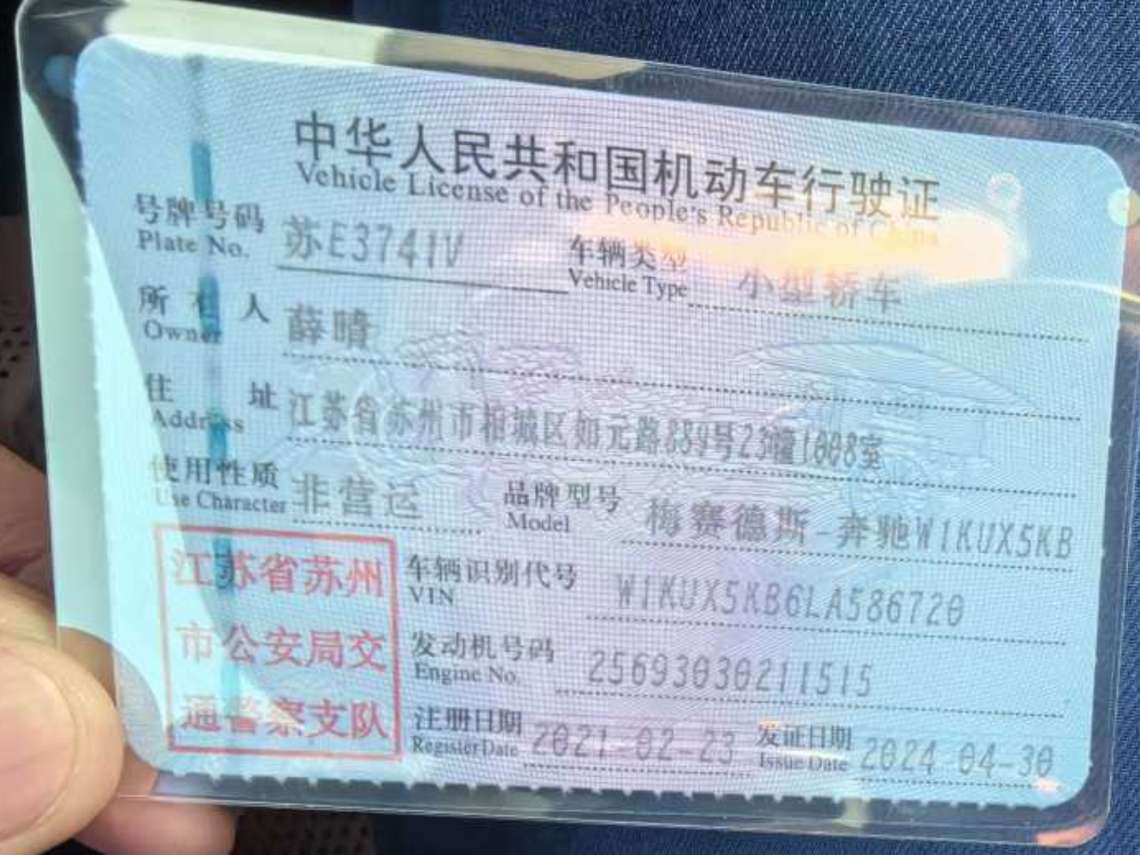 中华人民共和国机动车行驶证
Vehicle License of the People's Republic of China
号牌号码 苏E3741V 车辆类型 小型轿车
Plate No. Vehicle Type
所有人 薛晴
Owner
住址 江苏省苏州市相城区如元路889号23幢1008室
Address
使用性质 非营运 品牌型号 梅赛德斯-奔驰W1KUX5KB
Use Character Model
江苏省苏州
市公安局交
通警察支队
车辆识别代号 W1KUX5KB6LA586720
VIN
发动机号码 25693030211515
Engine No.
注册日期 2021-02-23 发证日期 2024-04-30
Register Date Issue Date